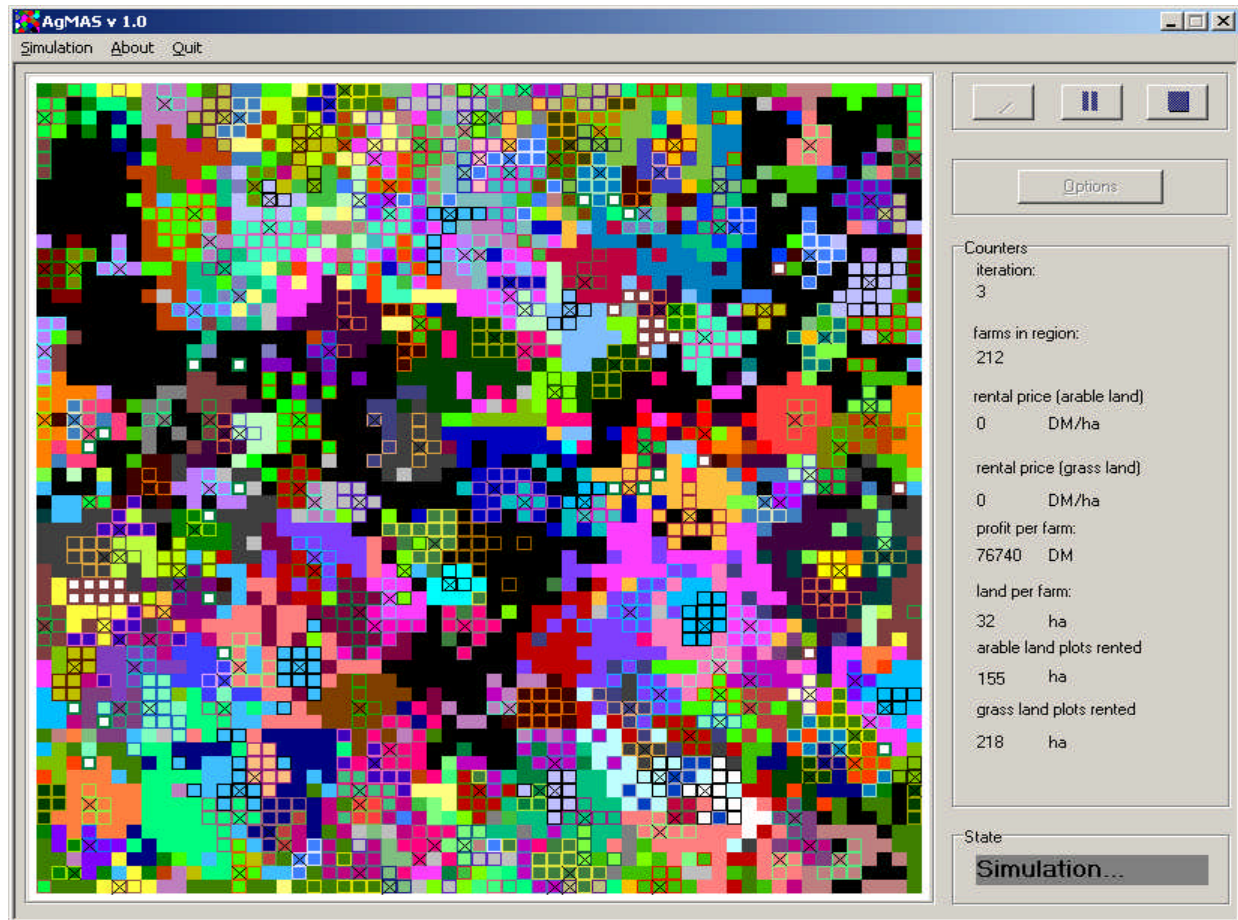 AgMAS v 1.0
Simulation About Quit
Options
Counters
iteration:
3
farms in region:
212
rental price (arable land)
0 DM/ha
rental price (grass land)
0 DM/ha
profit per farm:
76740 DM
land per farm:
32 ha
arable land plots rented
155 ha
grass land plots rented
218 ha
State
Simulation...